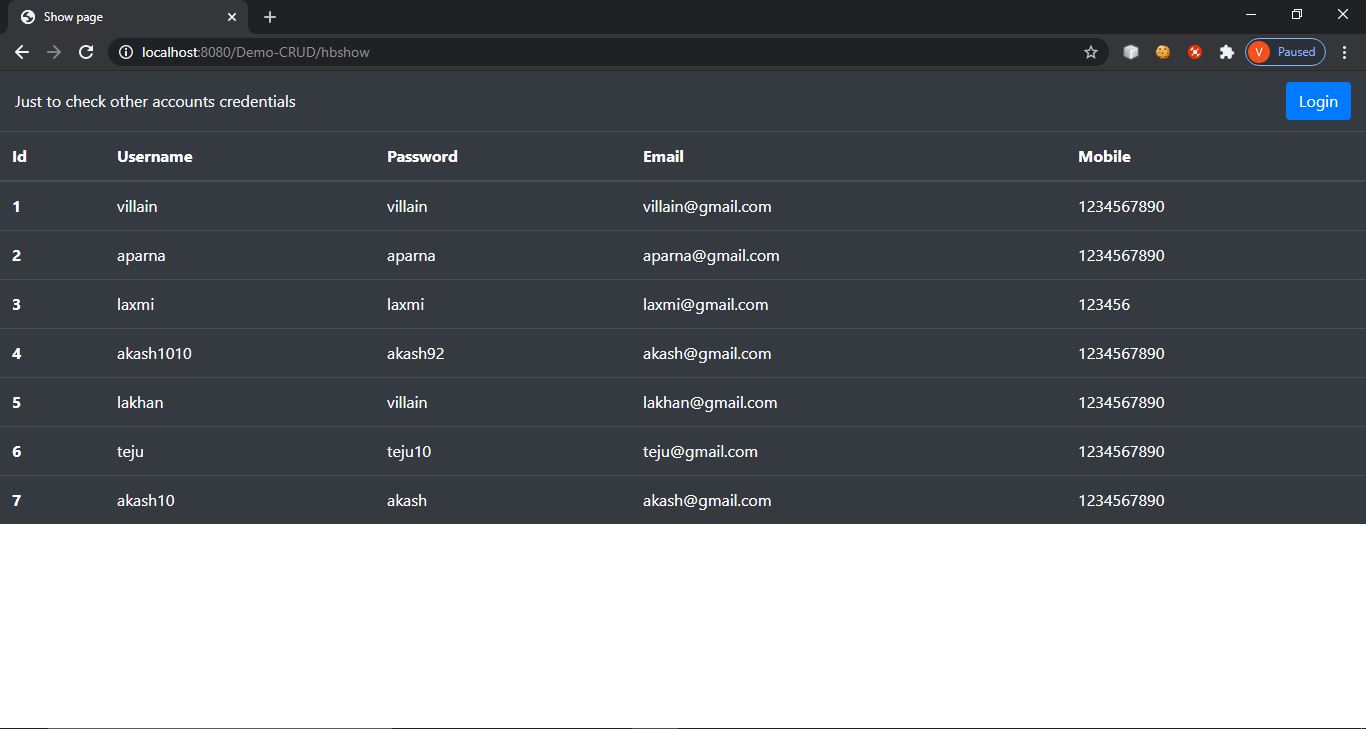 Show page
localhost:8080/Demo-CRUD/hbshow
V Paused
Just to check other accounts credentials Login
Id Username Password Email Mobile
1 villain villain villain@gmail.com 1234567890
2 aparna aparna aparna@gmail.com 1234567890
3 laxmi laxmi laxmi@gmail.com 123456
4 akash1010 akash92 akash@gmail.com 1234567890
5 lakhan villain lakhan@gmail.com 1234567890
6 teju teju10 teju@gmail.com 1234567890
7 akash10 akash akash@gmail.com 1234567890